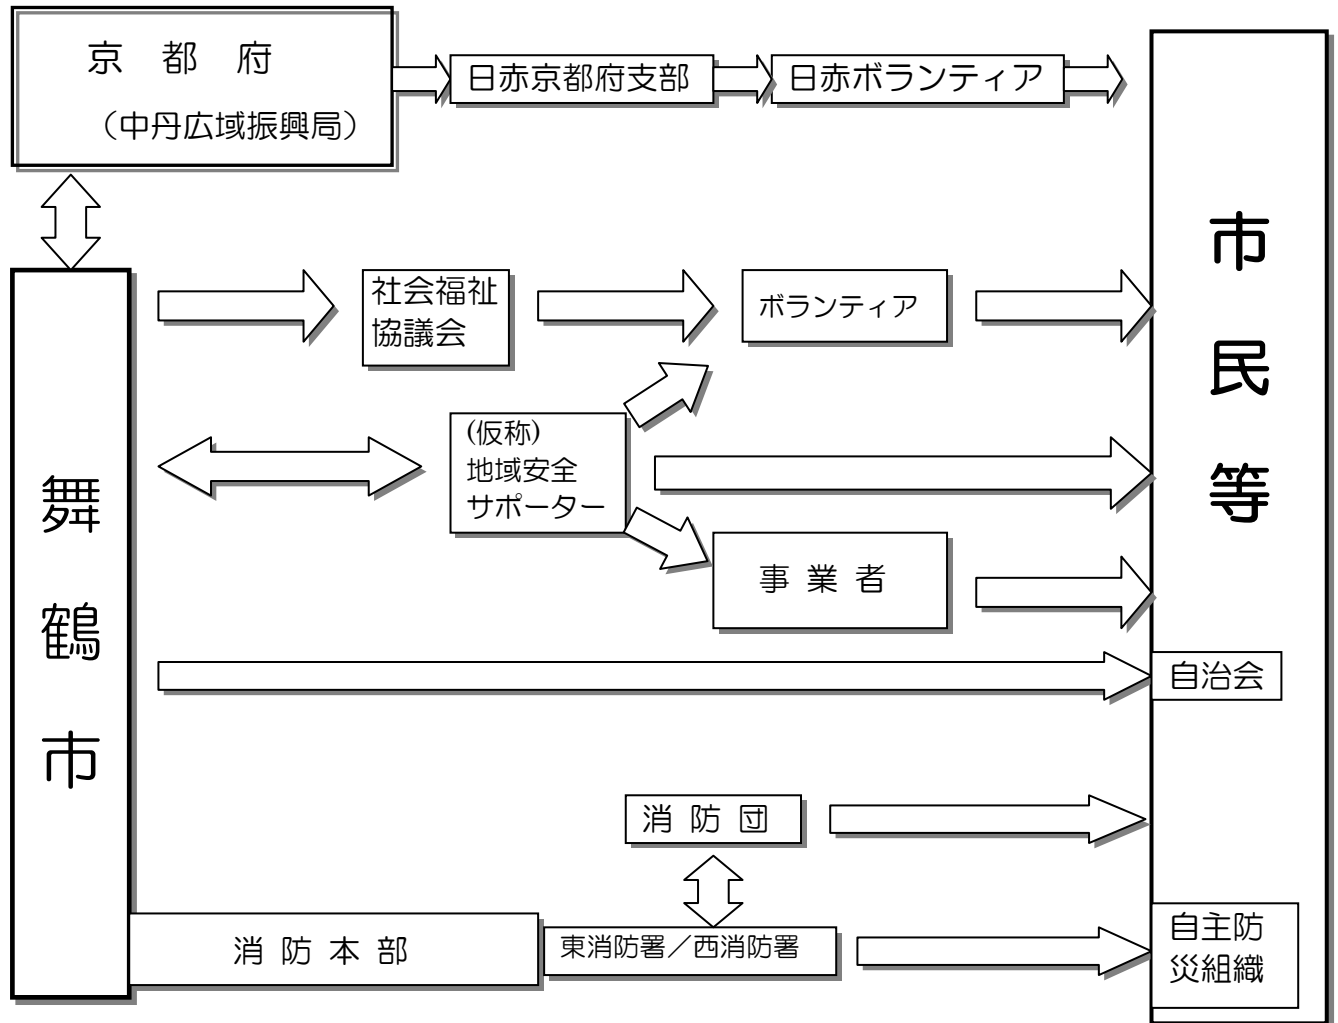 京 都 府
（中丹広域振興局）
日赤京都府支部
日赤ボランティア
市民等
舞鶴市
社会福祉
協議会
ボランティア
(仮称)
地域安全
サポーター
事 業 者
自治会
消 防 団
消 防 本 部
東消防署／西消防署
自主防
災組織